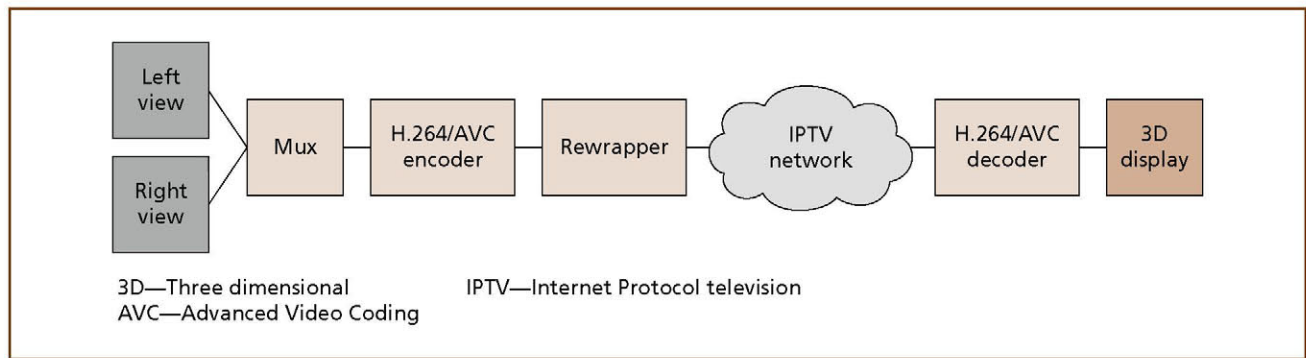 Left
view
Right
view
Mux
H.264/AVC
encoder
Rewrapper
IPTV
network
H.264/AVC
decoder
3D
display
3D—Three dimensional
IPTV—Internet Protocol television
AVC—Advanced Video Coding